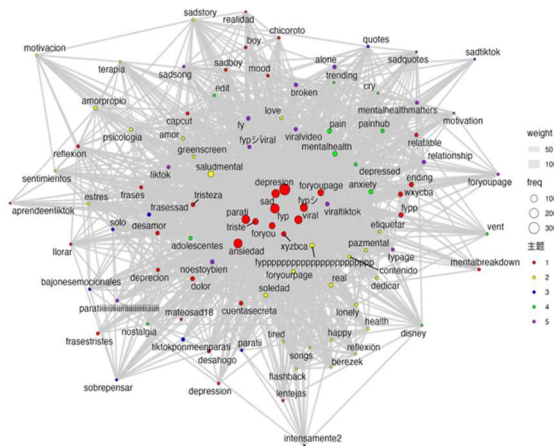 sadstory
realidad
chicoroto
boy
motivacion
quotes
terapia
sadsong
sadboy
mood
alone
trending
sadquotes
sadtiktok
edit
broken
cry
amorpropio
capcut
love
mentalhealthmatters
fy
pain
painhub
motivation
psicologia
amor
fypシviral
viralvideo
relatable
greenscreen
mentalhealth
relationship
reflexión
tiktok
saludmental
depressed
sentimientos
depresion
foryoupage
anxiety
wxycba
ending
foryoupage
estres
frases
tristeza
sad
fypシ
fypp
aprendeentiktok
frasessad
parati
fyp
viral
viraltiktok
solo
desamor
triste
foryou
etiquetar
vent
llorar
adolescentes
xyzbca
pazmental
ansiedad
fypage
deprecion
noestoybien
contenido
mentalbreakdown
bajonesemocionales
dolor
foryourpage
real
dedicar
soledad
mateosad18
cuentasecreta
lonely
nostalgia
health
disney
frasestristes
tiktokponmeenparati
paratii
tired
happy
reflexión
desahogo
songs
berezek
sobrepensar
flashback
depression
lentejas
intensamente2
weight
50
100
freq
100
200
300
主题
1
2
3
4
5